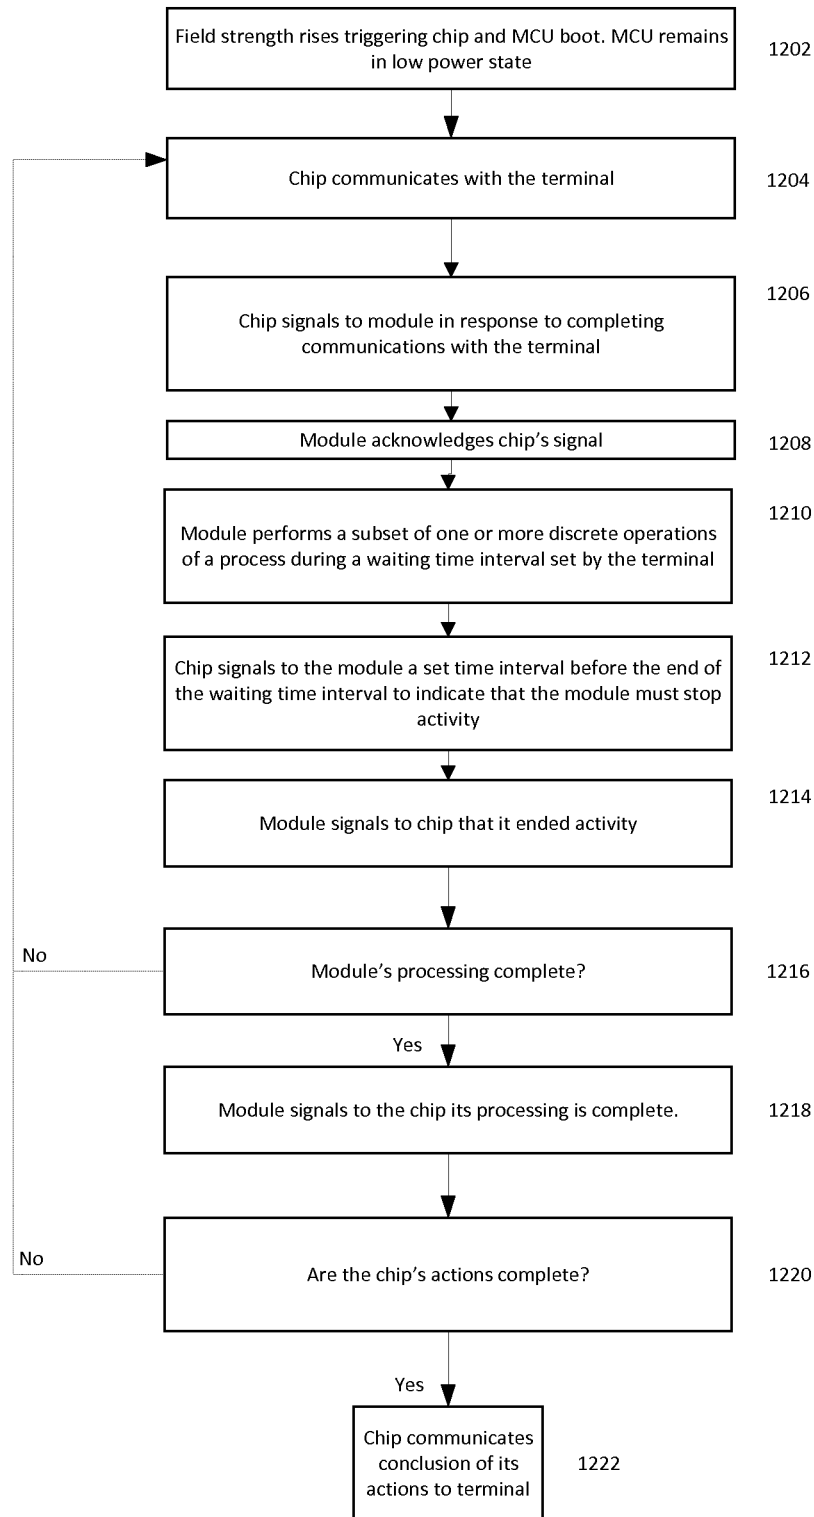 Field strength rises triggering chip and MCU boot. MCU remains
in low power state
1202
Chip communicates with the terminal
1204
Chip signals to module in response to completing
communications with the terminal
1206
Module acknowledges chip's signal
1208
Module performs a subset of one or more discrete operations
of a process during a waiting time interval set by the terminal
1210
Chip signals to the module a set time interval before the end of
the waiting time interval to indicate that the module must stop
activity
1212
Module signals to chip that it ended activity
1214
No
Module's processing complete?
1216
Yes
Module signals to the chip its processing is complete.
1218
No
Are the chip's actions complete?
1220
Yes
Chip communicates
conclusion of its
actions to terminal
1222